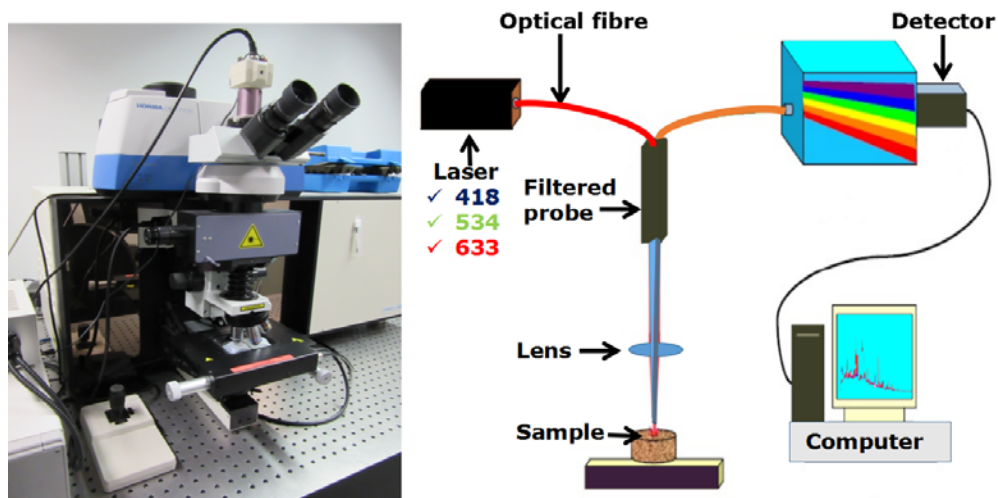 HORIBA
Optical fibre
Detector
Laser
✓ 418
✓ 534
✓ 633
Filtered
probe
Lens
Sample
Computer